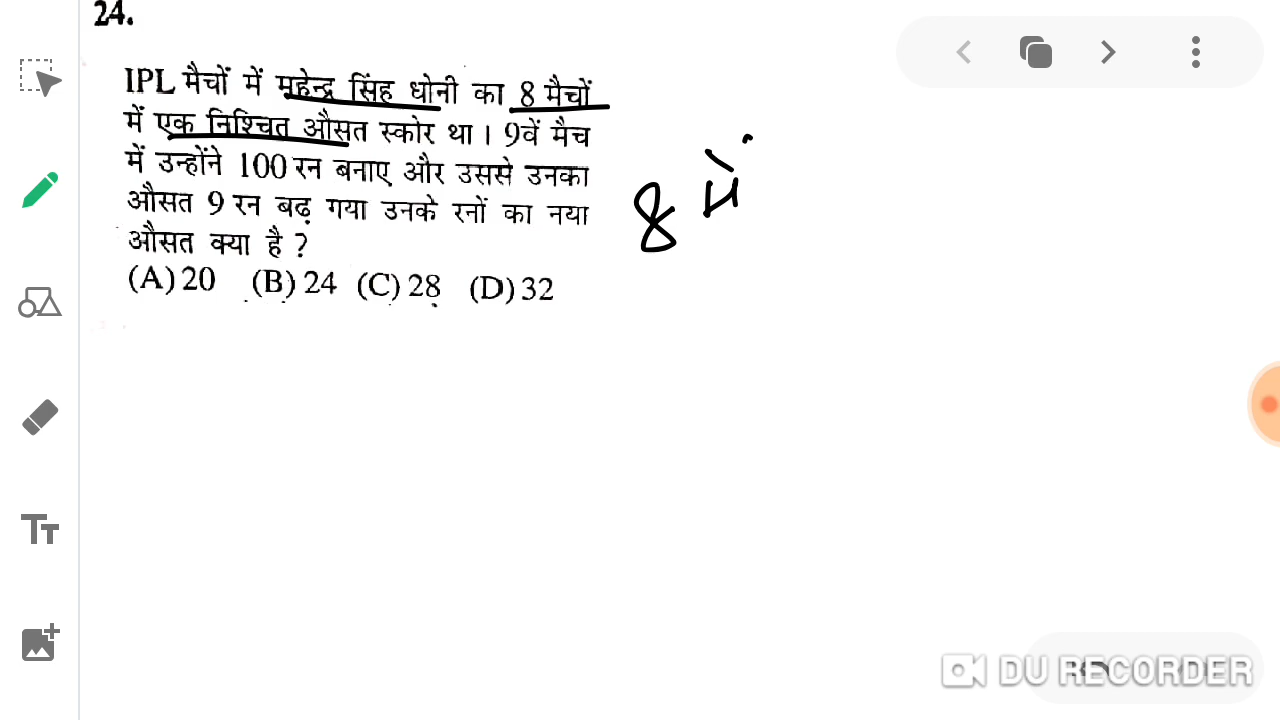 24.
IPL मैचों में महेन्द्र सिंह धोनी का 8 मैचों
में एक निश्चित औसत स्कोर था । 9वें मैच
में उन्होंने 100 रन बनाए और उससे उनका
औसत 9 रन बढ़ गया उनके रनों का नया
औसत क्या है ?
(A) 20 (B) 24 (C) 28 (D) 32
8 में
Tт
DU RECORDER